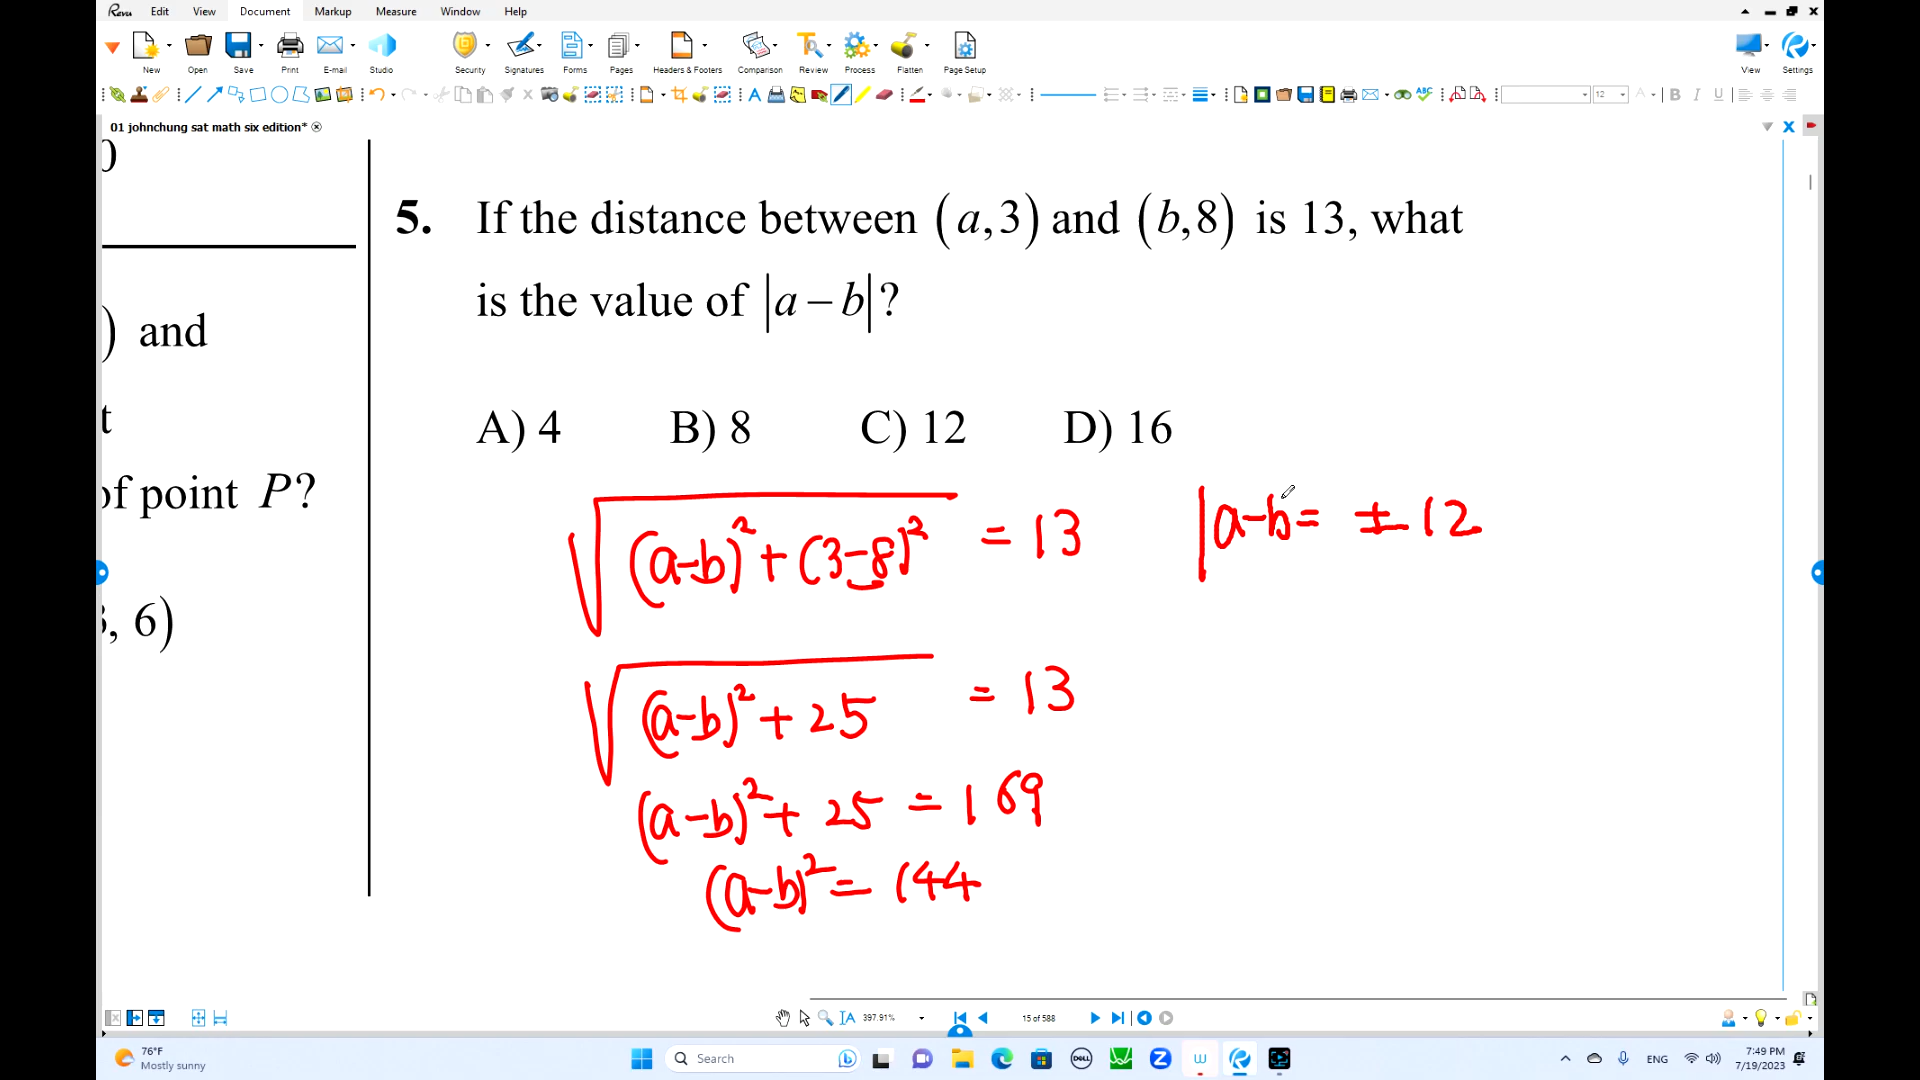 Revu Edit View Document Markup Measure Window Help
New Open Save Print E-mail Studio Security Signatures Forms Pages Headers & Footers Comparison Review Process Flatten Page Setup View Settings
12 B I U
01 johnchung sat math six edition*
) and
t
of point P?
, 6)
5. If the distance between (a,3) and (b,8) is 13, what
is the value of |a – b|?
A) 4 B) 8 C) 12 D) 16
√(a-b)²+(3-8)² = 13
|a-b= ±12
√(a-b)²+25 = 13
(a-b)²+ 25 = 169
(a-b)²= 144
397.91% 15 of 588
76°F
Mostly sunny
Search
DELL
ENG
7:49 PM
7/19/2023